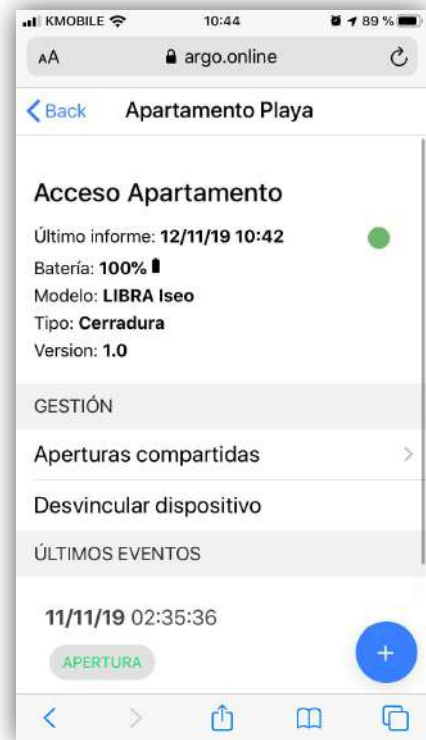 KMOBILE 10:44 89 %
AA argo.online
Back Apartamento Playa
Acceso Apartamento
Último informe: 12/11/19 10:42
Batería: 100%
Modelo: LIBRA Iseo
Tipo: Cerradura
Version: 1.0
GESTIÓN
Aperturas compartidas
Desvincular dispositivo
ÚLTIMOS EVENTOS
11/11/19 02:35:36
APERTURA
+